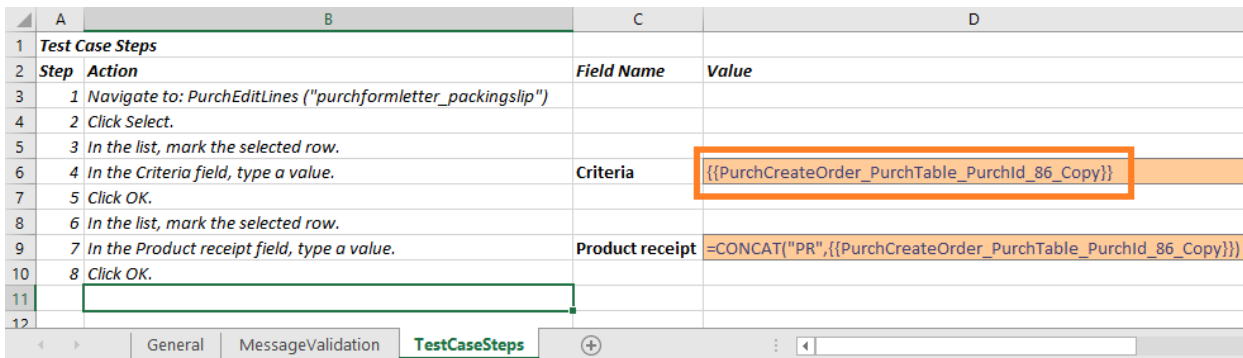 A B C D
1 Test Case Steps
2 Step Action Field Name Value
3 1 Navigate to: PurchEditLines ("purchformletter_packingslip")
4 2 Click Select.
5 3 In the list, mark the selected row.
6 4 In the Criteria field, type a value. Criteria {{PurchCreateOrder_PurchTable_PurchId_86_Copy}}
7 5 Click OK.
8 6 In the list, mark the selected row.
9 7 In the Product receipt field, type a value. Product receipt =CONCAT("PR",{{PurchCreateOrder_PurchTable_PurchId_86_Copy}})
10 8 Click OK.
11
12
General MessageValidation TestCaseSteps